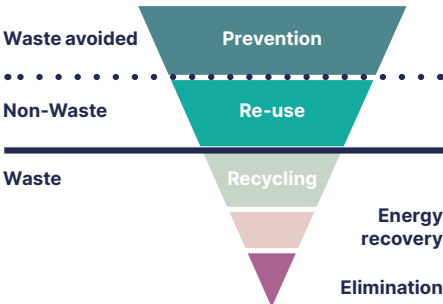 Waste avoided
Prevention
Non-Waste
Re-use
Waste
Recycling
Energy
recovery
Elimination